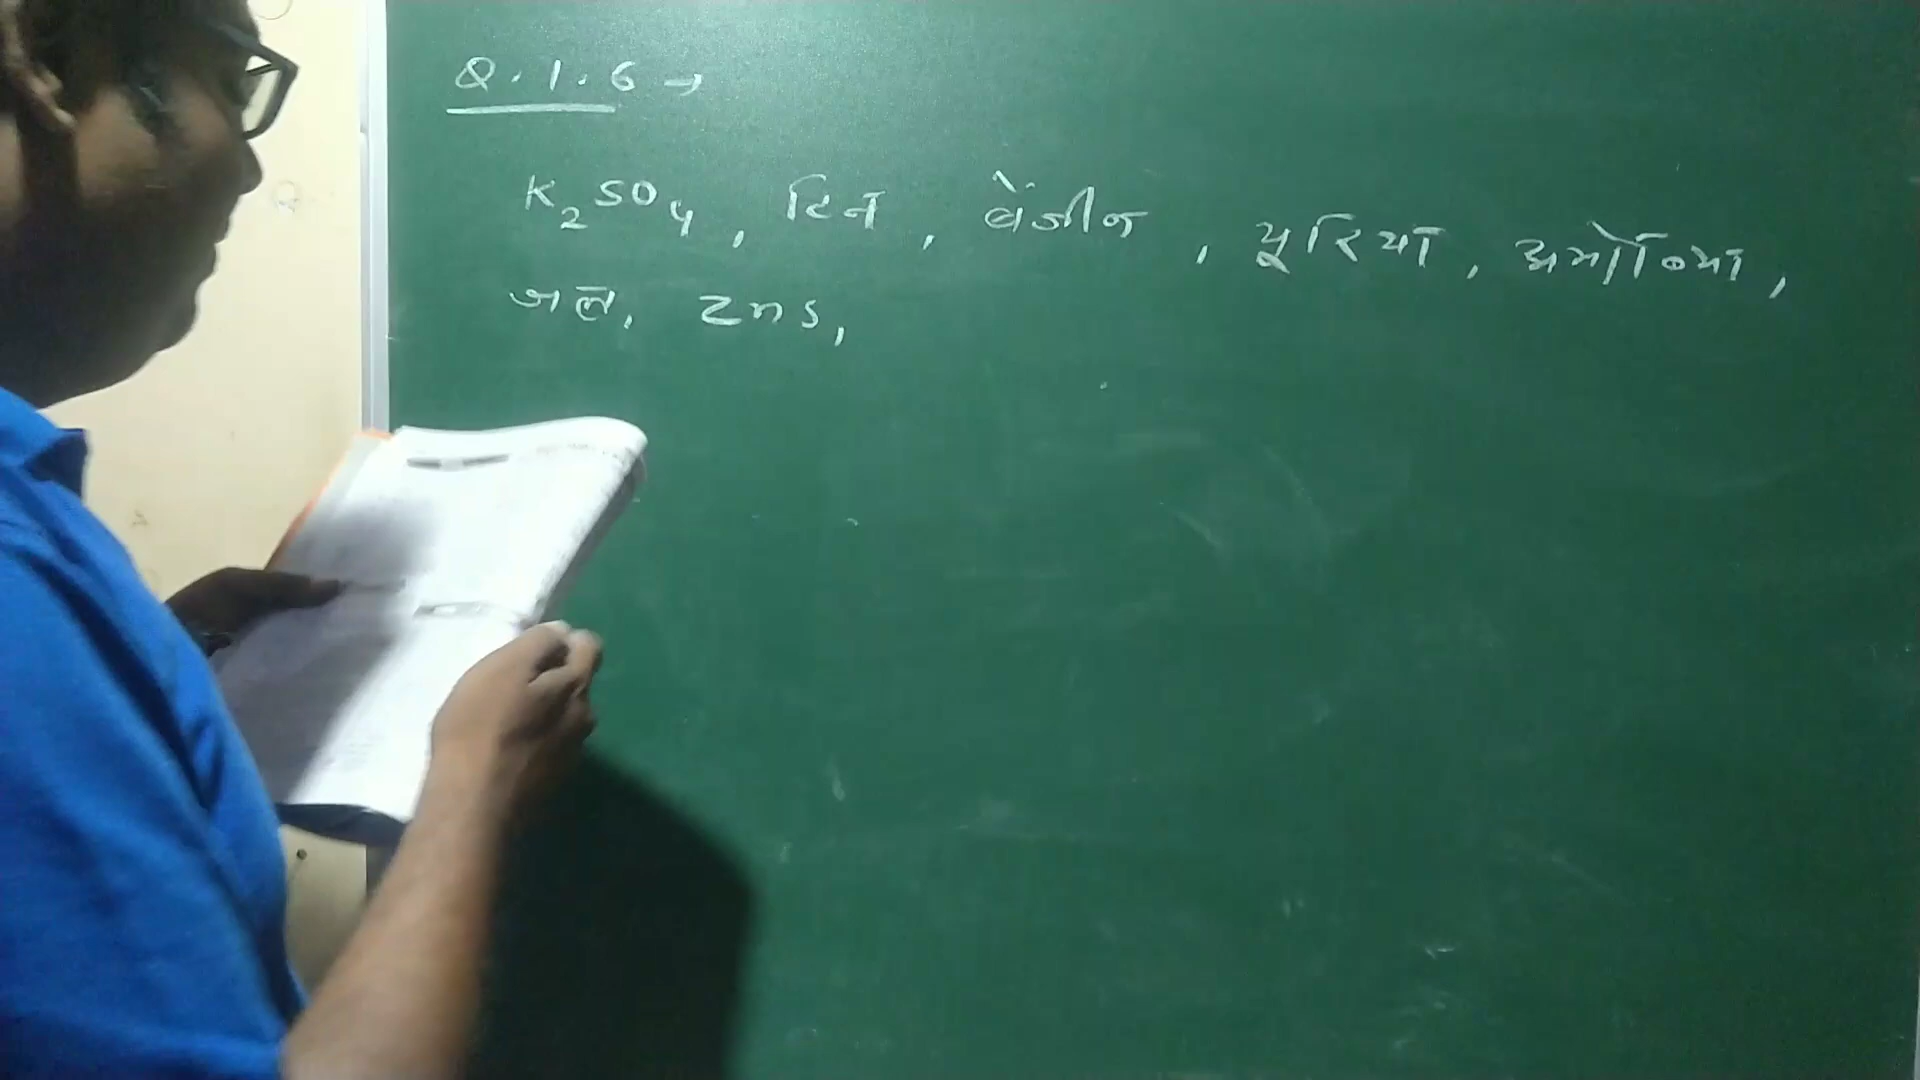 Q.1.6 →
K₂SO₄, टिन, बेंजीन, यूरिया, अमोनिया,
जल, ZnS,